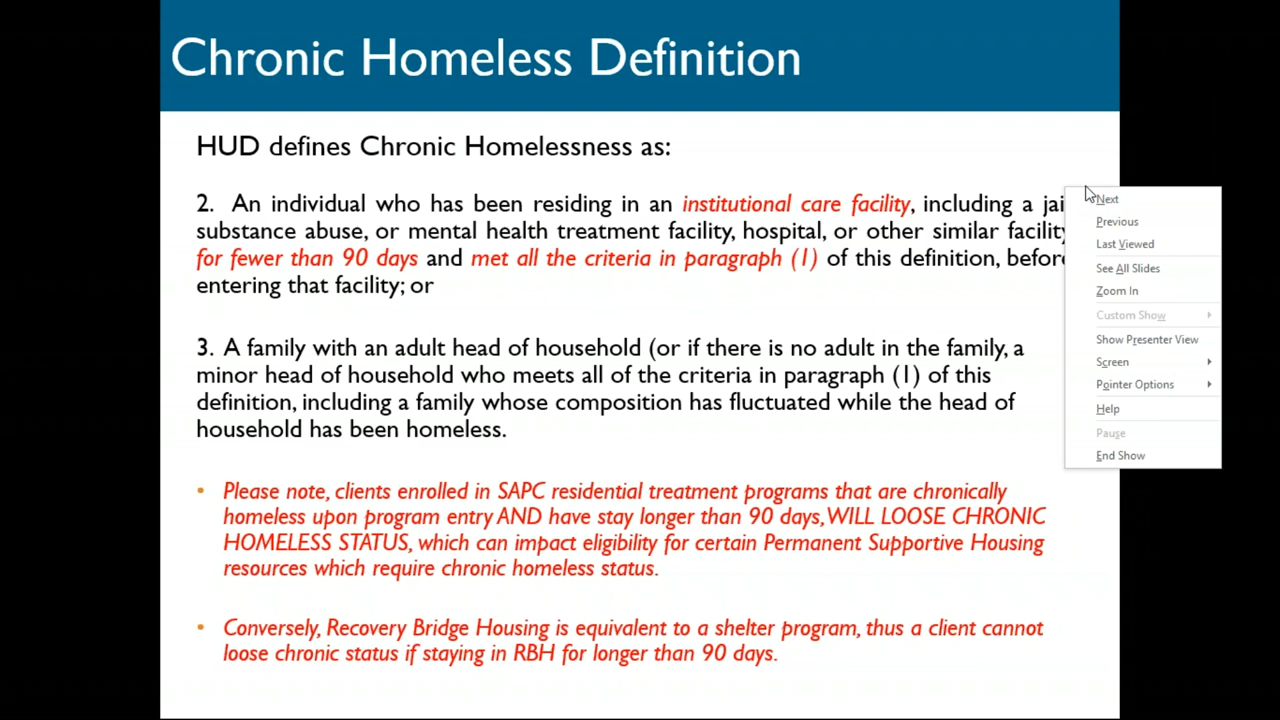 Chronic Homeless Definition
HUD defines Chronic Homelessness as:
2. An individual who has been residing in an institutional care facility, including a jai
substance abuse, or mental health treatment facility, hospital, or other similar facility
for fewer than 90 days and met all the criteria in paragraph (1) of this definition, before
entering that facility; or
3. A family with an adult head of household (or if there is no adult in the family, a
minor head of household who meets all of the criteria in paragraph (1) of this
definition, including a family whose composition has fluctuated while the head of
household has been homeless.
• Please note, clients enrolled in SAPC residential treatment programs that are chronically
homeless upon program entry AND have stay longer than 90 days, WILL LOOSE CHRONIC
HOMELESS STATUS, which can impact eligibility for certain Permanent Supportive Housing
resources which require chronic homeless status.
• Conversely, Recovery Bridge Housing is equivalent to a shelter program, thus a client cannot
loose chronic status if staying in RBH for longer than 90 days.
Next
Previous
Last Viewed
See All Slides
Zoom In
Custom Show
Show Presenter View
Screen
Pointer Options
Help
Pause
End Show